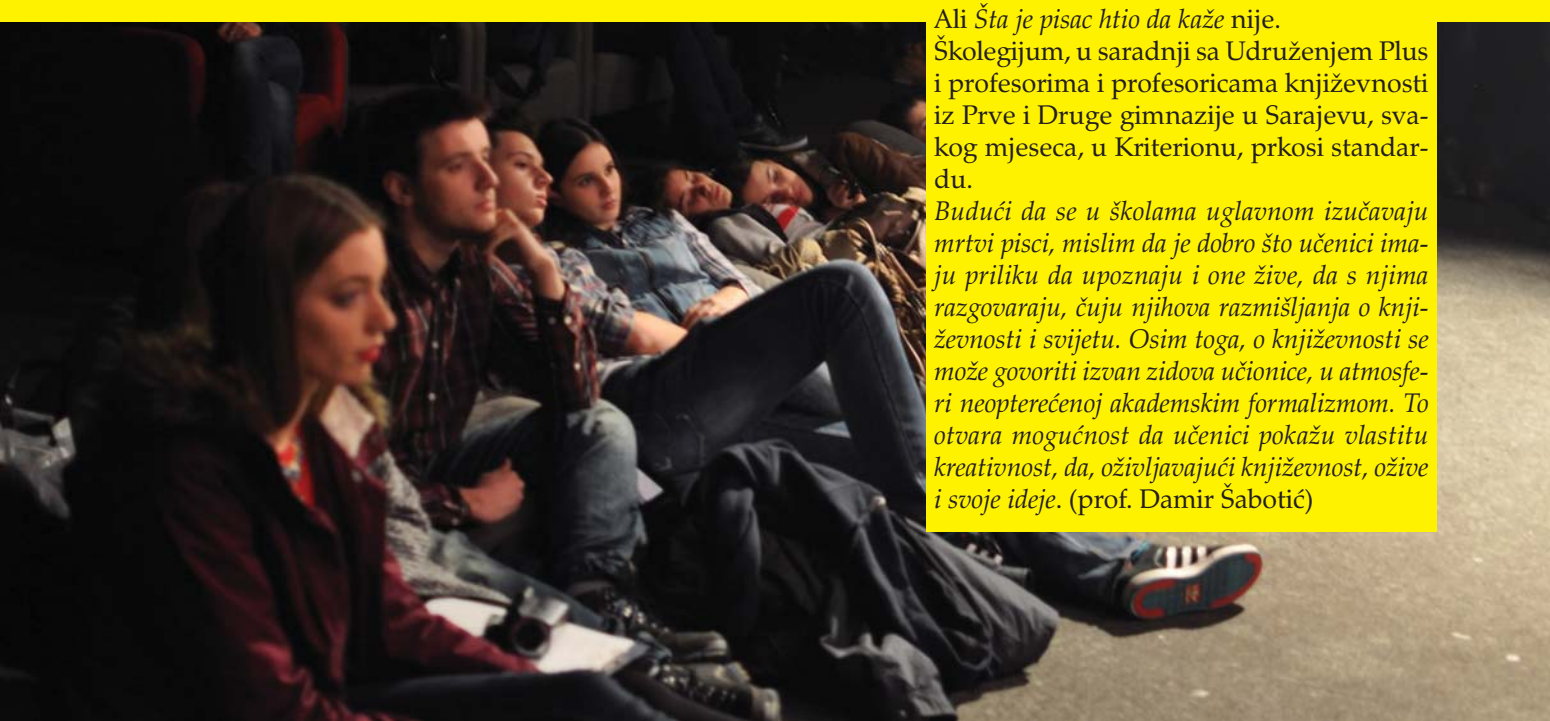 Ali Šta je pisac htio da kaže nije.
Školegijum, u saradnji sa Udruženjem Plus
i profesorima i profesoricama književnosti
iz Prve i Druge gimnazije u Sarajevu, sva-
kog mjeseca, u Kriterionu, prkosi standar-
du.
Budući da se u školama uglavnom izučavaju
mrtvi pisci, mislim da je dobro što učenici ima-
ju priliku da upoznaju i one žive, da s njima
razgovaraju, čuju njihova razmišljanja o knji-
ževnosti i svijetu. Osim toga, o književnosti se
može govoriti izvan zidova učionice, u atmosfe-
ri neopterećenoj akademskim formalizmom. To
otvara mogućnost da učenici pokažu vlastitu
kreativnost, da, oživljavajući književnost, ožive
i svoje ideje. (prof. Damir Šabotić)